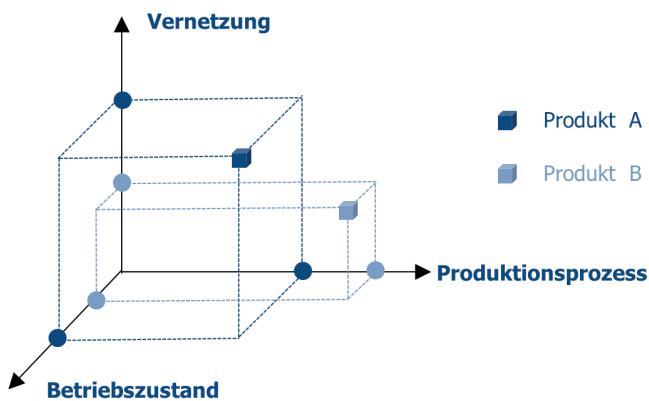 Vernetzung
Produkt A
Produkt B
Produktionsprozess
Betriebszustand